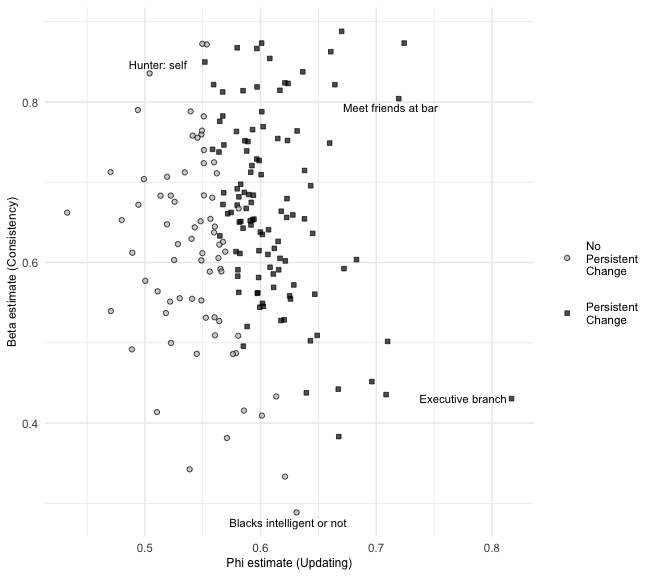 Hunter: self
0.8
Meet friends at bar
Beta estimate (Consistency)
0.6
No
Persistent
Change
Persistent
Change
Executive branch
0.4
Blacks intelligent or not
0.5
0.6
0.7
0.8
Phi estimate (Updating)